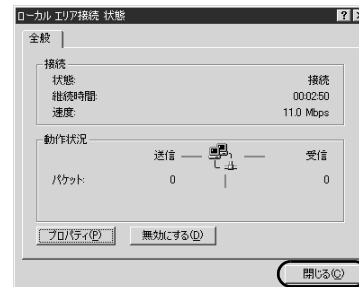 ローカル エリア接続 状態
全般
接続
状態: 接続
継続時間: 00:02:50
速度: 11.0 Mbps
動作状況
送信 受信
パケット: 0 0
プロパティ(P) 無効にする(D)
閉じる(C)